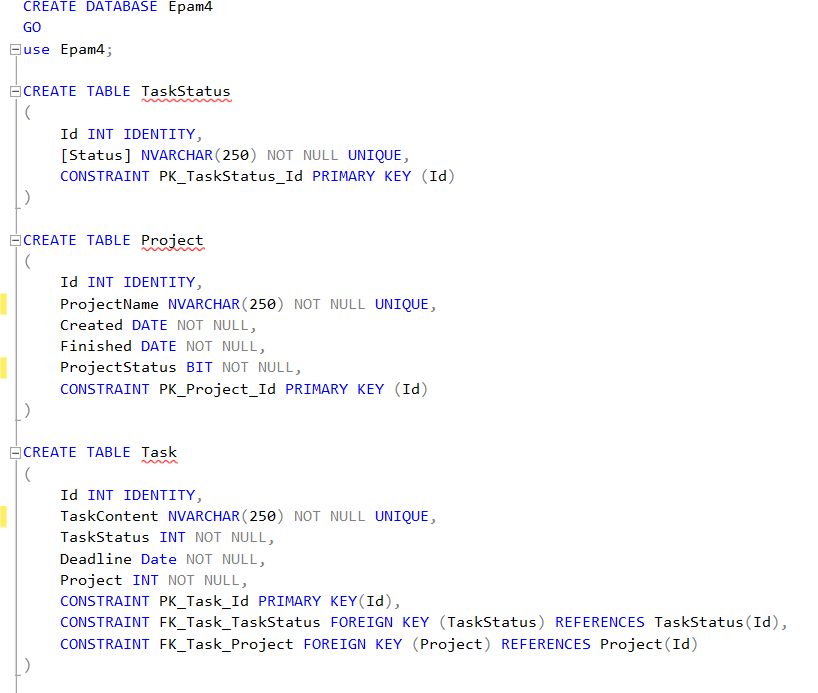 CREATE DATABASE Epam4
GO
use Epam4;
CREATE TABLE TaskStatus
(
Id INT IDENTITY,
[Status] NVARCHAR(250) NOT NULL UNIQUE,
CONSTRAINT PK_TaskStatus_Id PRIMARY KEY (Id)
)
CREATE TABLE Project
(
Id INT IDENTITY,
ProjectName NVARCHAR(250) NOT NULL UNIQUE,
Created DATE NOT NULL,
Finished DATE NOT NULL,
ProjectStatus BIT NOT NULL,
CONSTRAINT PK_Project_Id PRIMARY KEY (Id)
)
CREATE TABLE Task
(
Id INT IDENTITY,
TaskContent NVARCHAR(250) NOT NULL UNIQUE,
TaskStatus INT NOT NULL,
Deadline Date NOT NULL,
Project INT NOT NULL,
CONSTRAINT PK_Task_Id PRIMARY KEY(Id),
CONSTRAINT FK_Task_TaskStatus FOREIGN KEY (TaskStatus) REFERENCES TaskStatus(Id),
CONSTRAINT FK_Task_Project FOREIGN KEY (Project) REFERENCES Project(Id)
)